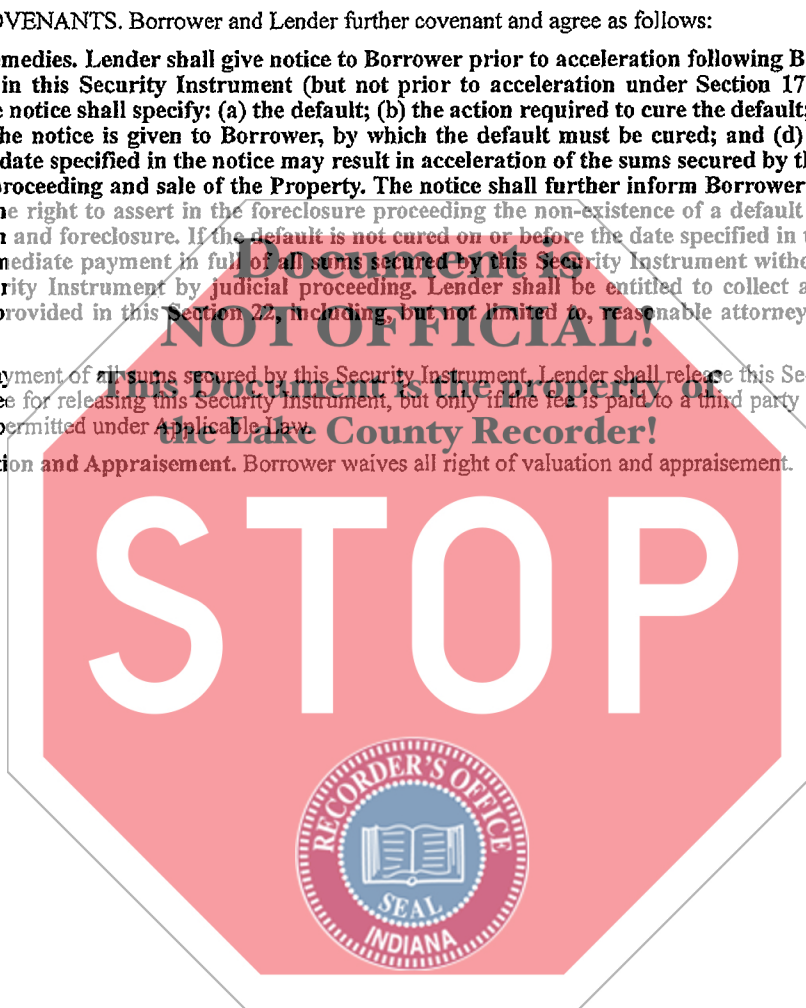 OVENANTS. Borrower and Lender further covenant and agree as follows:
medies. Lender shall give notice to Borrower prior to acceleration following B
in this Security Instrument (but not prior to acceleration under Section 17
e notice shall specify: (a) the default; (b) the action required to cure the default;
he notice is given to Borrower, by which the default must be cured; and (d)
date specified in the notice may result in acceleration of the sums secured by th
roceeding and sale of the Property. The notice shall further inform Borrower
ne right to assert in the foreclosure proceeding the non-existence of a default
n and foreclosure. If the default is not cured on or before the date specified in t
Document is
mediate payment in full of all sums secured by this Security Instrument witho
rity Instrument by judicial proceeding. Lender shall be entitled to collect a
provided in this Section 22, including, but not limited to, reasonable attorney
NOT OFFICIAL!
yment of all sums secured by this Security Instrument, Lender shall release this Se
This Document is the property of
ee for releasing this Security Instrument, but only if the fee is paid to a third party
permitted under Applicable Law.
the Lake County Recorder!
ion and Appraisement. Borrower waives all right of valuation and appraisement.
STOP
RECORDER'S OFFICE
SEAL
INDIANA